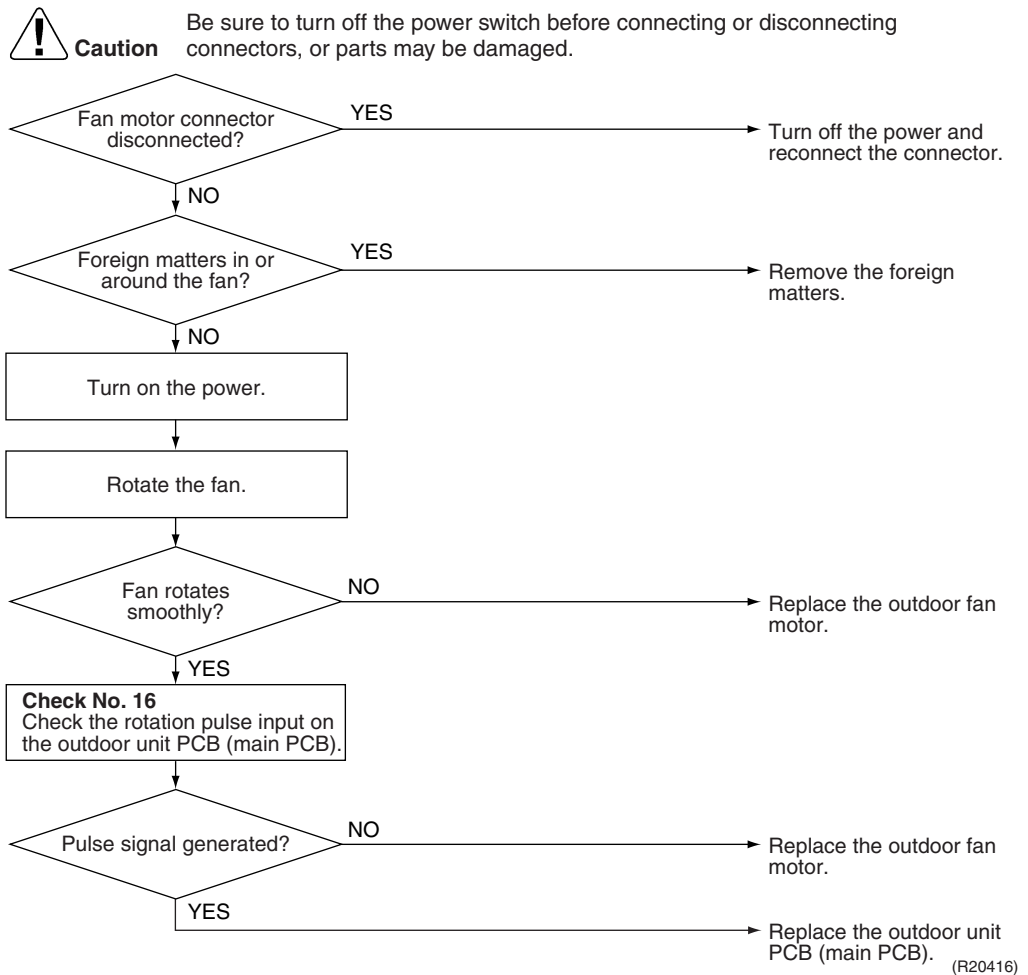 Be sure to turn off the power switch before connecting or disconnecting
Caution connectors, or parts may be damaged.
Fan motor connector
disconnected?
YES
Turn off the power and
reconnect the connector.
NO
Foreign matters in or
around the fan?
YES
Remove the foreign
matters.
NO
Turn on the power.
Rotate the fan.
Fan rotates
smoothly?
NO
Replace the outdoor fan
motor.
YES
Check No. 16
Check the rotation pulse input on
the outdoor unit PCB (main PCB).
Pulse signal generated?
NO
Replace the outdoor fan
motor.
YES
Replace the outdoor unit
PCB (main PCB).
(R20416)